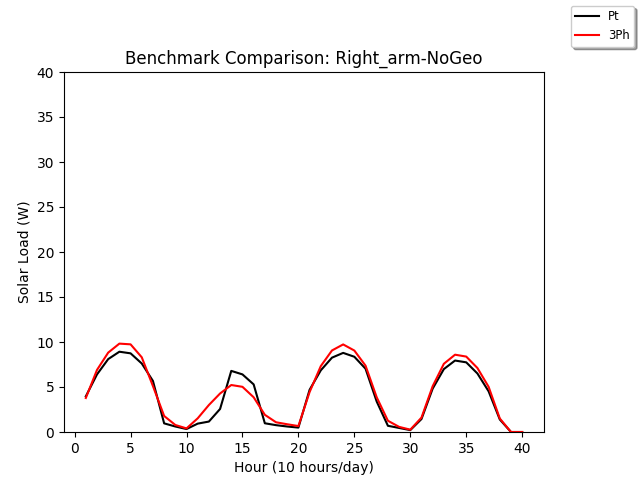 Pt
3Ph
Benchmark Comparison: Right_arm-NoGeo
40
35
30
25
20
15
10
5
0
Solar Load (W)
0 5 10 15 20 25 30 35 40
Hour (10 hours/day)